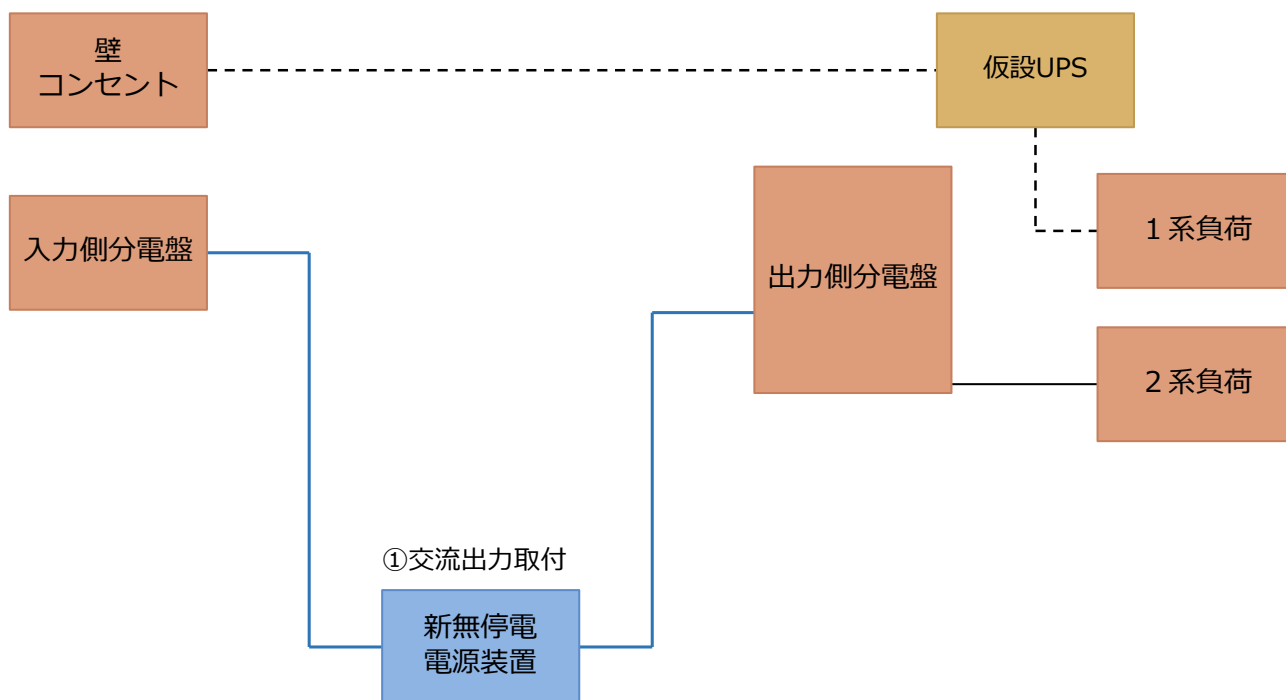 壁
コンセント
仮設UPS
入力側分電盤
出力側分電盤
１系負荷
２系負荷
①交流出力取付
新無停電
電源装置